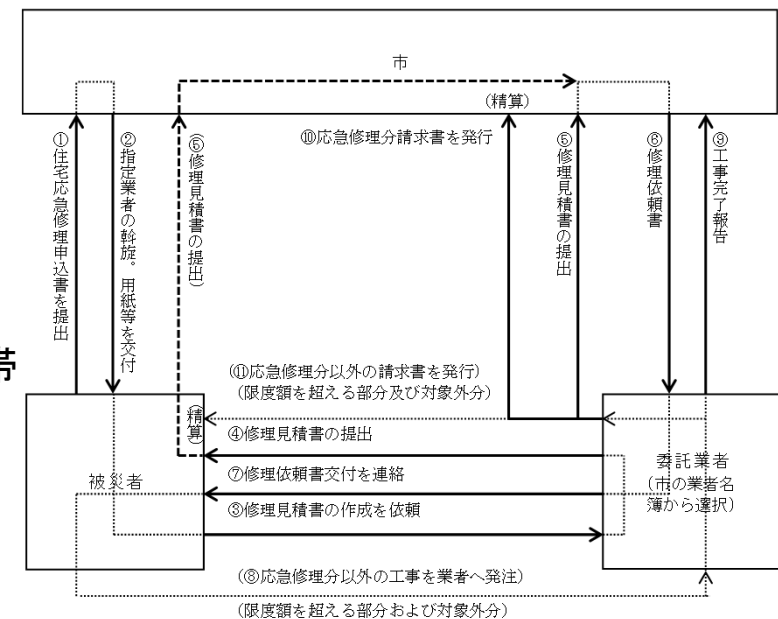 市
(精算)
⑩応急修理分請求書を発行
①住宅応急修理申込書を提出
②指定業者の斡旋。用紙等を交付
(⑤修理見積書の提出)
⑤修理見積書の提出
⑥修理依頼書
⑨工事完了報告
帯
(⑪応急修理分以外の請求書を発行)
(限度額を超える部分及び対象外分)
(精算)
④修理見積書の提出
被災者
⑦修理依頼書交付を連絡
③修理見積書の作成を依頼
委託業者
(市の業者名
簿から選択)
(⑧応急修理分以外の工事を業者へ発注)
(限度額を超える部分および対象外分)